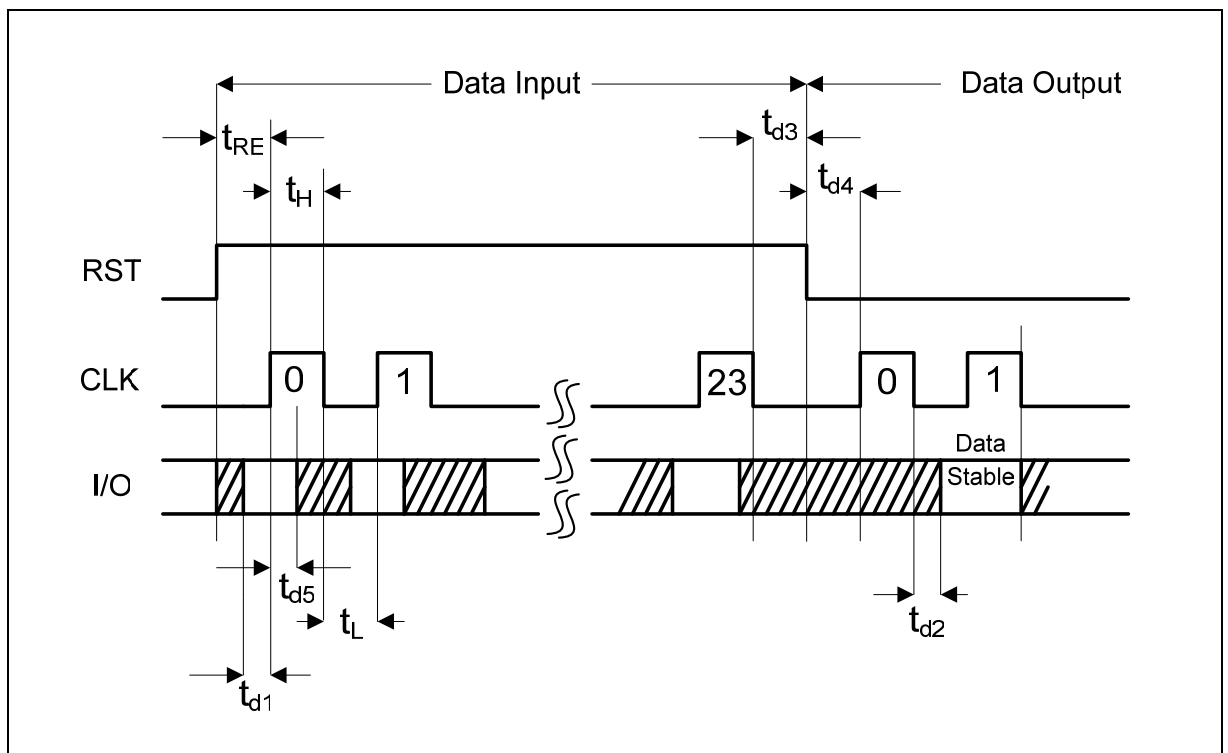 Data Input
Data Output
tRE
td3
tH
td4
RST
CLK
0
1
23
0
1
I/O
Data
Stable
td5
tL
td2
td1